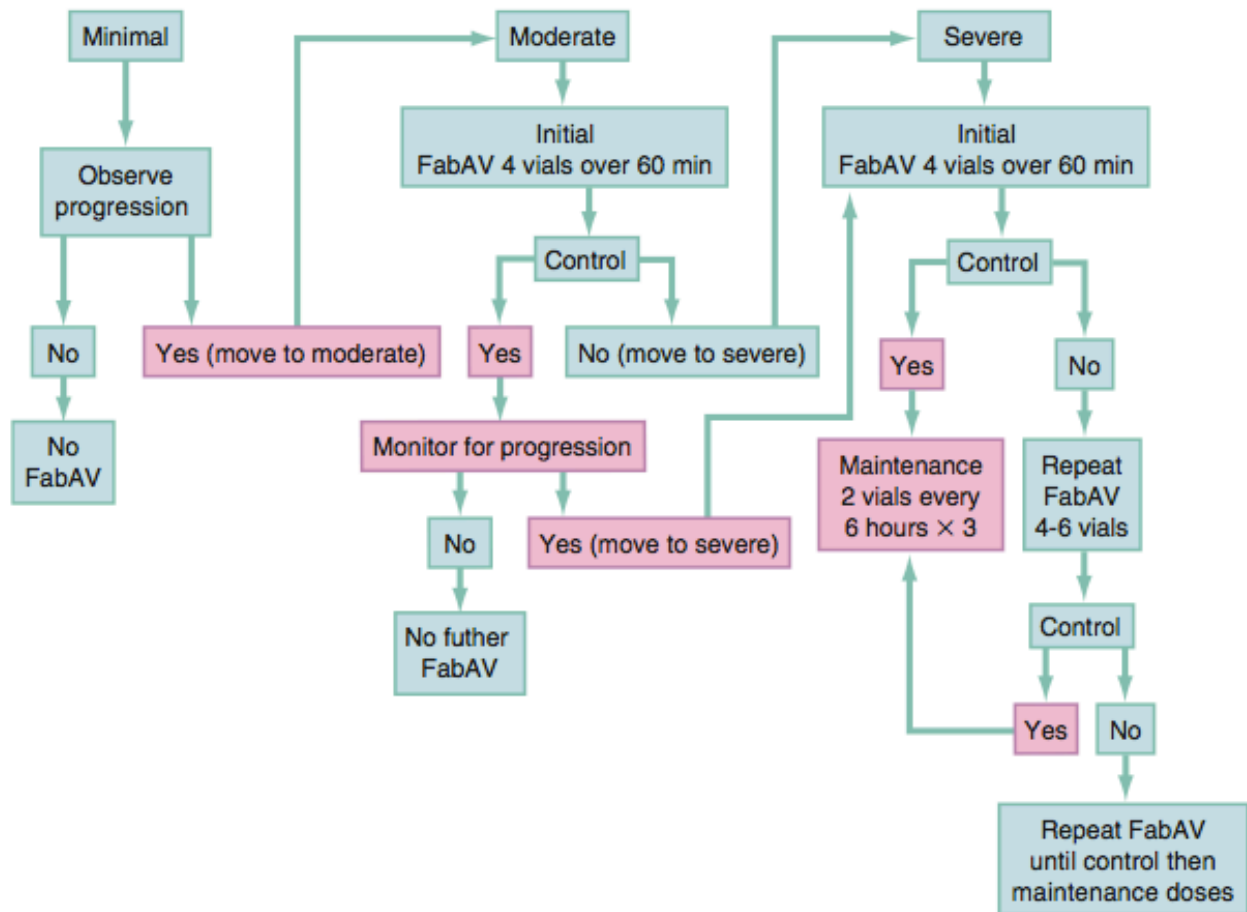 Minimal
Observe
progression
No
No
FabAV
Yes (move to moderate)
Moderate
Initial
FabAV 4 vials over 60 min
Control
Yes
No (move to severe)
Monitor for progression
No
Yes (move to severe)
No futher
FabAV
Severe
Initial
FabAV 4 vials over 60 min
Control
Yes
No
Maintenance
2 vials every
6 hours × 3
Repeat
FabAV
4-6 vials
Control
Yes
No
Repeat FabAV
until control then
maintenance doses